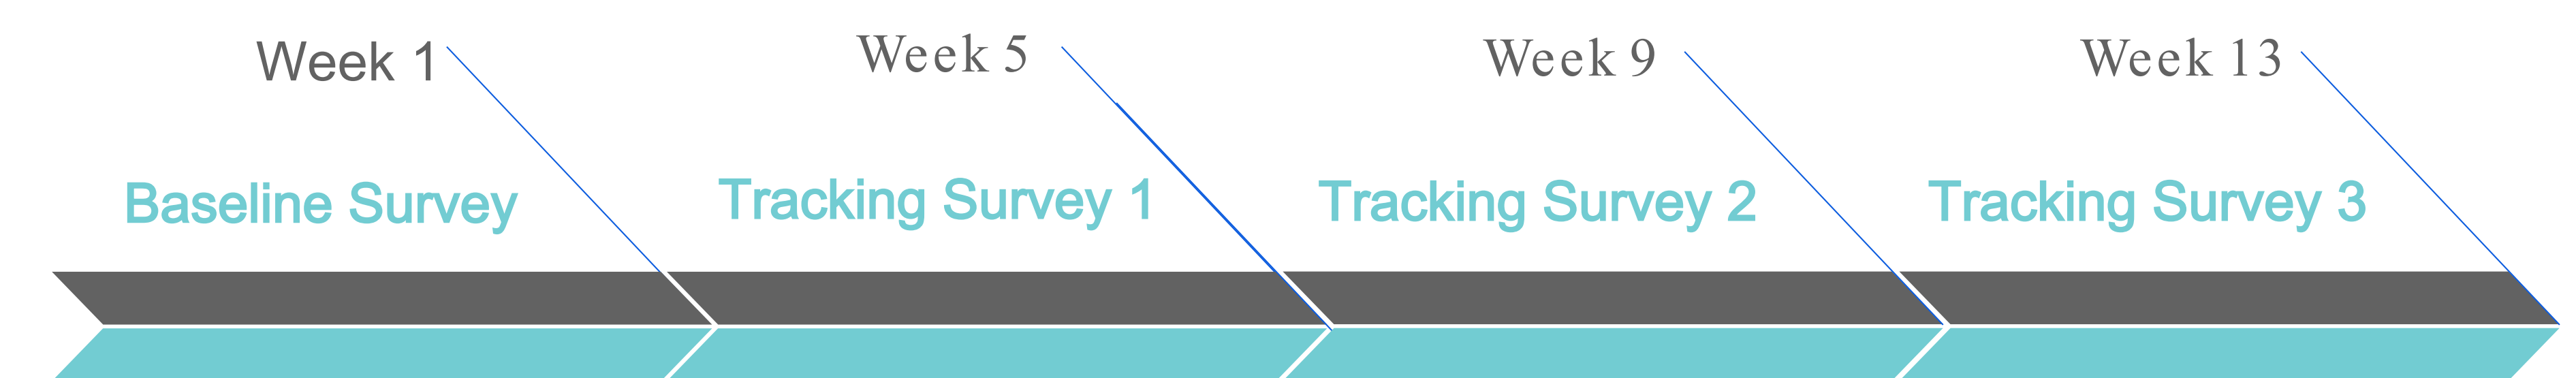 Week 1
Week 5
Week 9
Week 13
Baseline Survey
Tracking Survey 1
Tracking Survey 2
Tracking Survey 3